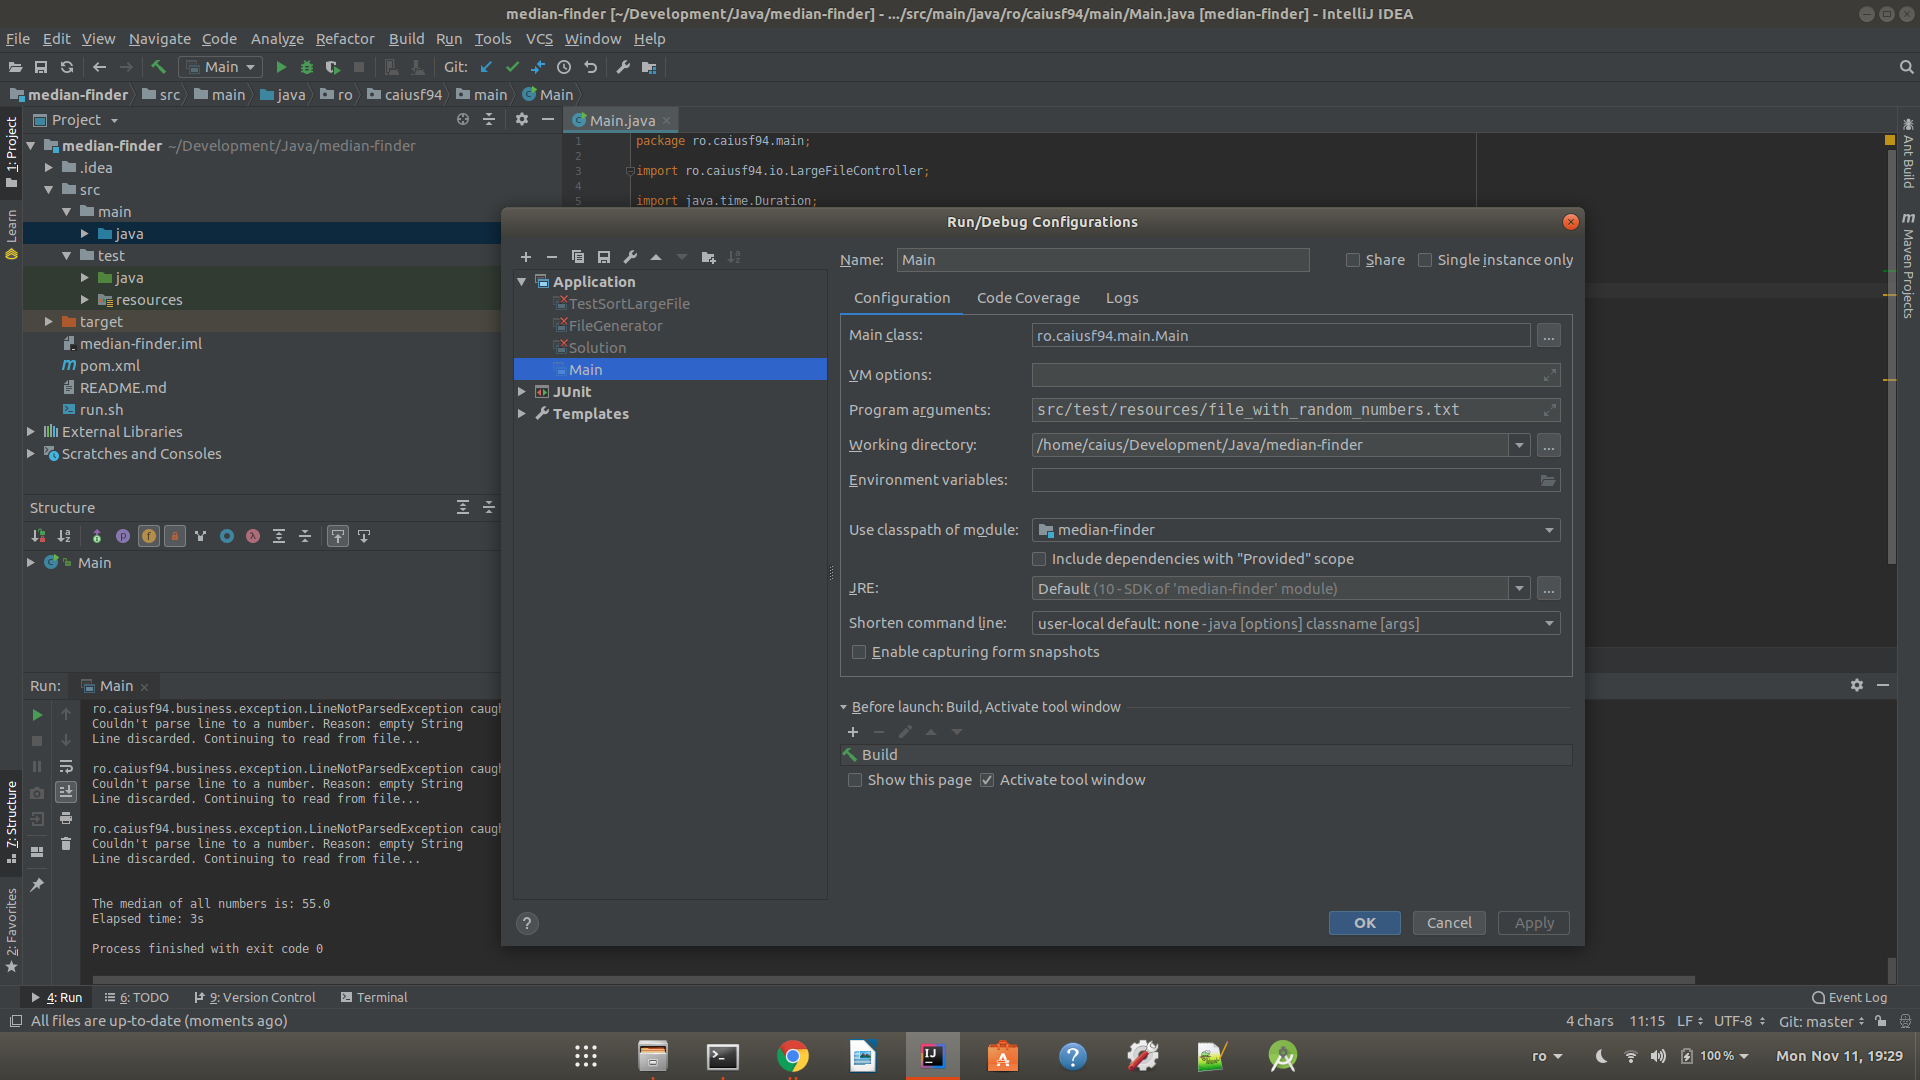 median-finder [~/Development/Java/median-finder] - .../src/main/java/ro/caiusf94/main/Main.java [median-finder] - IntelliJ IDEA
File Edit View Navigate Code Analyze Refactor Build Run Tools VCS Window Help
Main Git:
median-finder src main java ro caiusf94 main Main
1: Project
Learn
7: Structure
2: Favorites
Project
median-finder ~/Development/Java/median-finder
.idea
src
main
java
test
java
resources
target
median-finder.iml
pom.xml
README.md
run.sh
External Libraries
Scratches and Consoles
Structure
Main
Main.java
1 package ro.caiusf94.main;
2
3 import ro.caiusf94.io.LargeFileController;
4
5 import java.time.Duration;
Ant Build
Maven Projects
Run/Debug Configurations
Application
TestSortLargeFile
FileGenerator
Solution
Main
JUnit
Templates
Name: Main Share Single instance only
Configuration Code Coverage Logs
Main class: ro.caiusf94.main.Main ...
VM options:
Program arguments: src/test/resources/file_with_random_numbers.txt
Working directory: /home/caius/Development/Java/median-finder ...
Environment variables:
Use classpath of module: median-finder
Include dependencies with "Provided" scope
JRE: Default (10 - SDK of 'median-finder' module) ...
Shorten command line: user-local default: none - java [options] classname [args]
Enable capturing form snapshots
Before launch: Build, Activate tool window
Build
Show this page Activate tool window
? OK Cancel Apply
Run: Main
ro.caiusf94.business.exception.LineNotParsedException caugh
Couldn't parse line to a number. Reason: empty String
Line discarded. Continuing to read from file...
ro.caiusf94.business.exception.LineNotParsedException caugh
Couldn't parse line to a number. Reason: empty String
Line discarded. Continuing to read from file...
ro.caiusf94.business.exception.LineNotParsedException caugh
Couldn't parse line to a number. Reason: empty String
Line discarded. Continuing to read from file...
The median of all numbers is: 55.0
Elapsed time: 3s
Process finished with exit code 0
4: Run 6: TODO 9: Version Control Terminal Event Log
All files are up-to-date (moments ago) 4 chars 11:15 LF UTF-8 Git: master
ro 100 % Mon Nov 11, 19:29